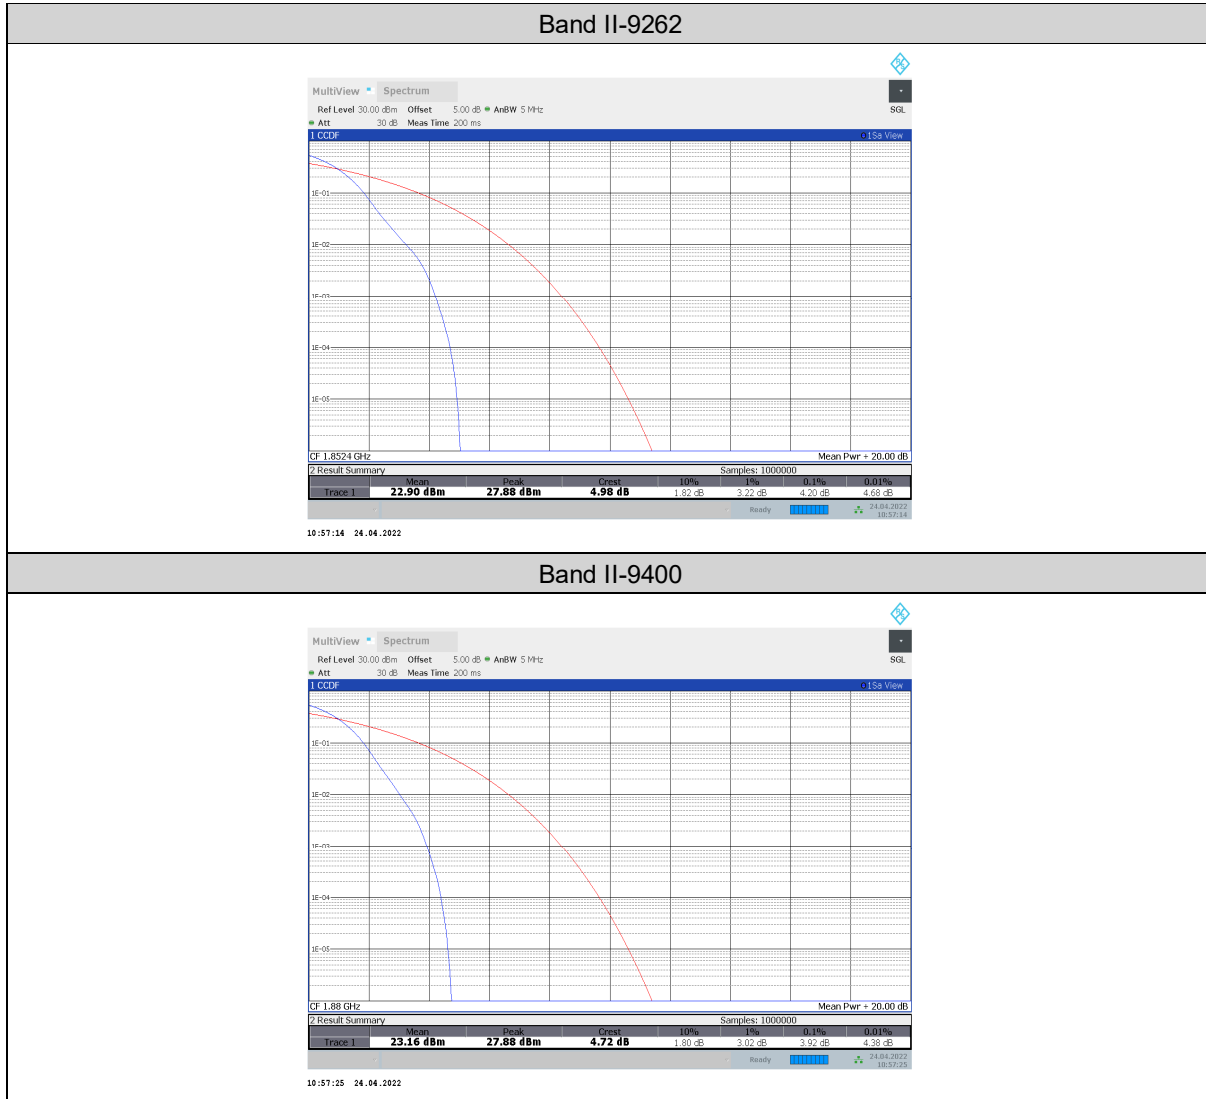 Band II-9262
MultiView Spectrum
Ref Level 30.00 dBm Offset 5.00 dB AnBW 5 MHz SGL
Att 30 dB Meas Time 200 ms
1 CCDF 1Sa View
1E-01
1E-02
1E-03
1E-04
1E-05
CF 1.8524 GHz Mean Pwr + 20.00 dB
2 Result Summary Samples: 1000000
Mean Peak Crest 10% 1% 0.1% 0.01%
Trace 1 22.90 dBm 27.88 dBm 4.98 dB 1.82 dB 3.22 dB 4.20 dB 4.68 dB
Ready 24.04.2022
10:57:14
10:57:14 24.04.2022
Band II-9400
MultiView Spectrum
Ref Level 30.00 dBm Offset 5.00 dB AnBW 5 MHz SGL
Att 30 dB Meas Time 200 ms
1 CCDF 1Sa View
1E-01
1E-02
1E-03
1E-04
1E-05
CF 1.88 GHz Mean Pwr + 20.00 dB
2 Result Summary Samples: 1000000
Mean Peak Crest 10% 1% 0.1% 0.01%
Trace 1 23.16 dBm 27.88 dBm 4.72 dB 1.80 dB 3.02 dB 3.92 dB 4.38 dB
Ready 24.04.2022
10:57:25
10:57:25 24.04.2022